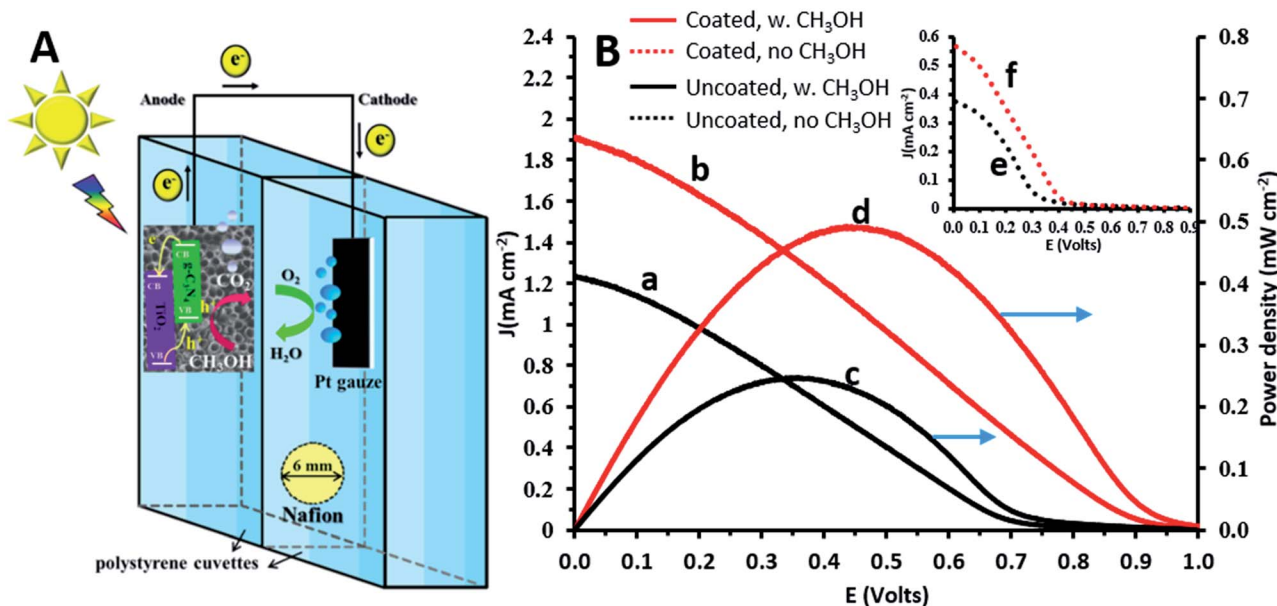 A
e-
Anode
Cathode
e-
e-
e-
CB
CB
g-C3N4
TiO2
VB
VB
h+
h+
CO2
CH3OH
O2
H2O
Pt gauze
6 mm
Nafion
polystyrene cuvettes
B
Coated, w. CH3OH
Coated, no CH3OH
Uncoated, w. CH3OH
Uncoated, no CH3OH
2.4
2.2
2
1.8
1.6
1.4
1.2
1
0.8
0.6
0.4
0.2
0
J(mA cm-2)
0.0 0.1 0.2 0.3 0.4 0.5 0.6 0.7 0.8 0.9 1.0
E (Volts)
0.8
0.7
0.6
0.5
0.4
0.3
0.2
0.1
0.0
Power density (mW cm-2)
a
b
c
d
0.6
0.5
0.4
0.3
0.2
0.1
0
J(mA cm-2)
0.0 0.1 0.2 0.3 0.4 0.5 0.6 0.7 0.8 0.9
E (Volts)
f
e